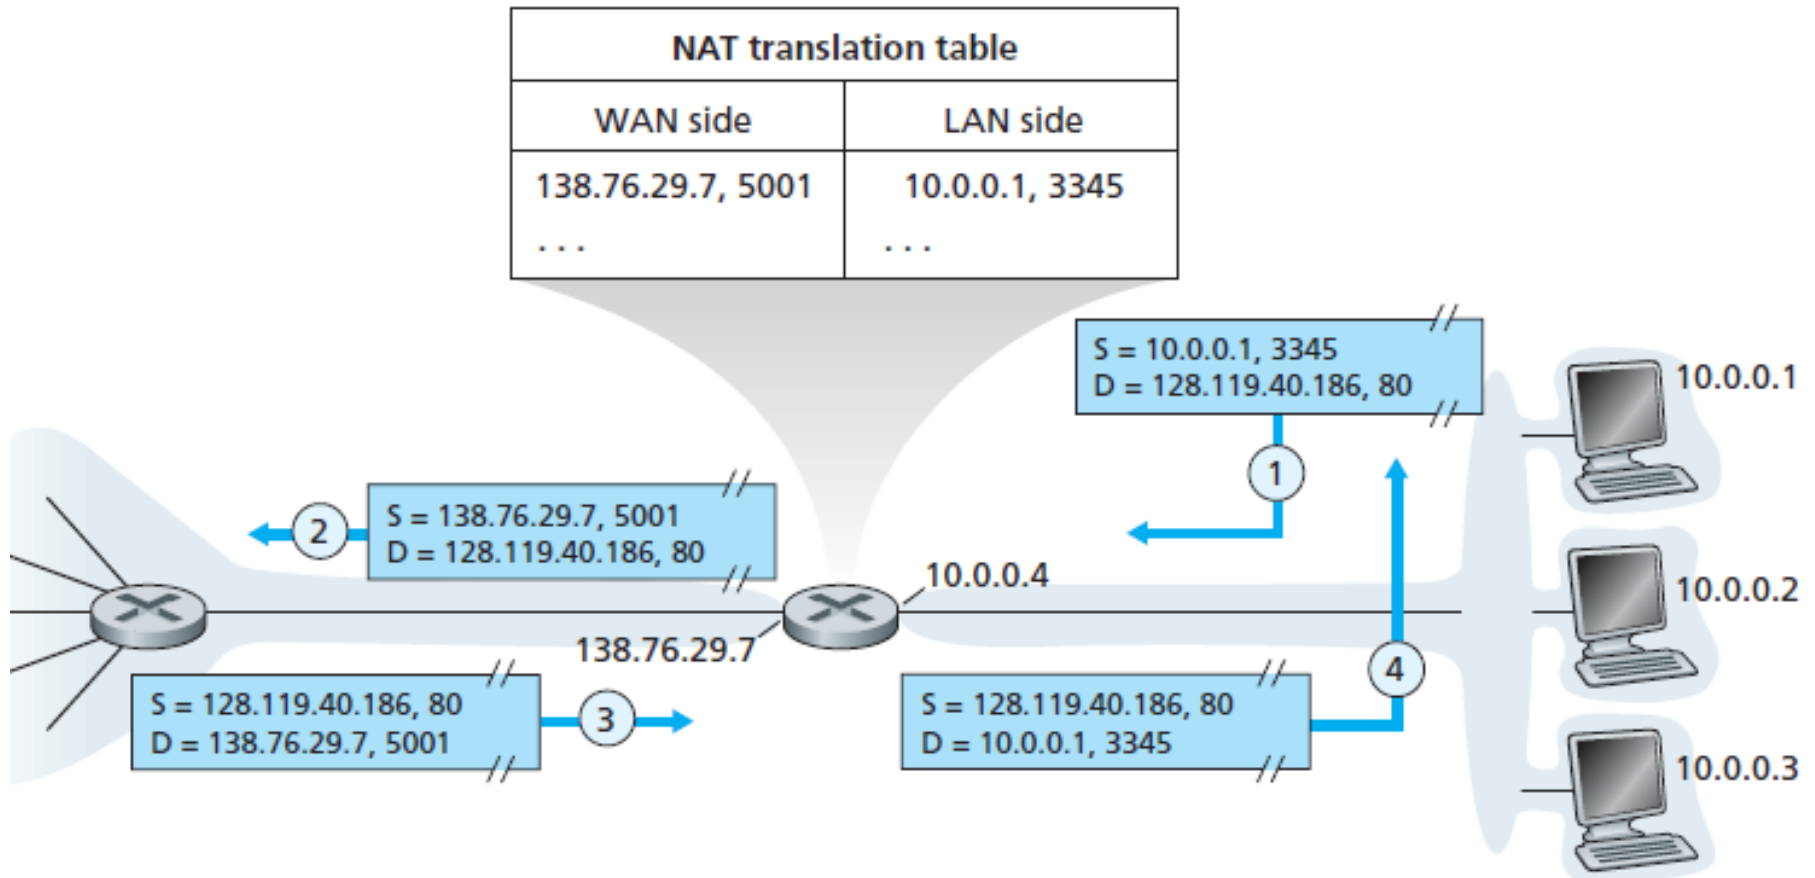 NAT translation table
WAN side LAN side
138.76.29.7, 5001 10.0.0.1, 3345
. . . . . .
S = 10.0.0.1, 3345
D = 128.119.40.186, 80
10.0.0.1
1
S = 138.76.29.7, 5001
D = 128.119.40.186, 80
2
10.0.0.4
10.0.0.2
138.76.29.7
4
S = 128.119.40.186, 80
D = 138.76.29.7, 5001
3
S = 128.119.40.186, 80
D = 10.0.0.1, 3345
10.0.0.3